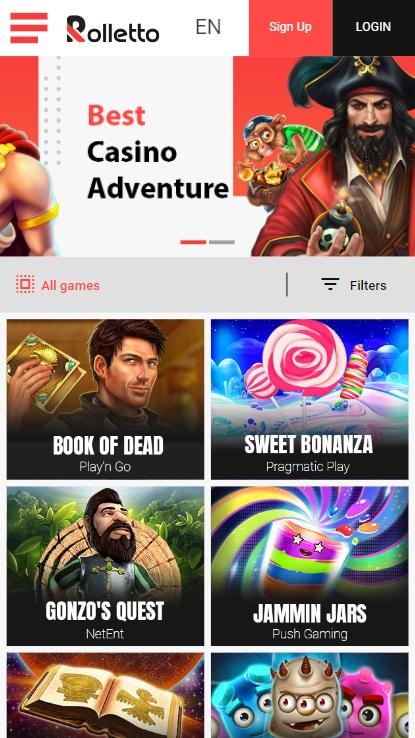 Rolletto
EN
Sign Up
LOGIN
Best
Casino
Adventure
All games
Filters
BOOK OF DEAD
Play'n Go
SWEET BONANZA
Pragmatic Play
GONZO'S QUEST
NetEnt
JAMMIN JARS
Push Gaming